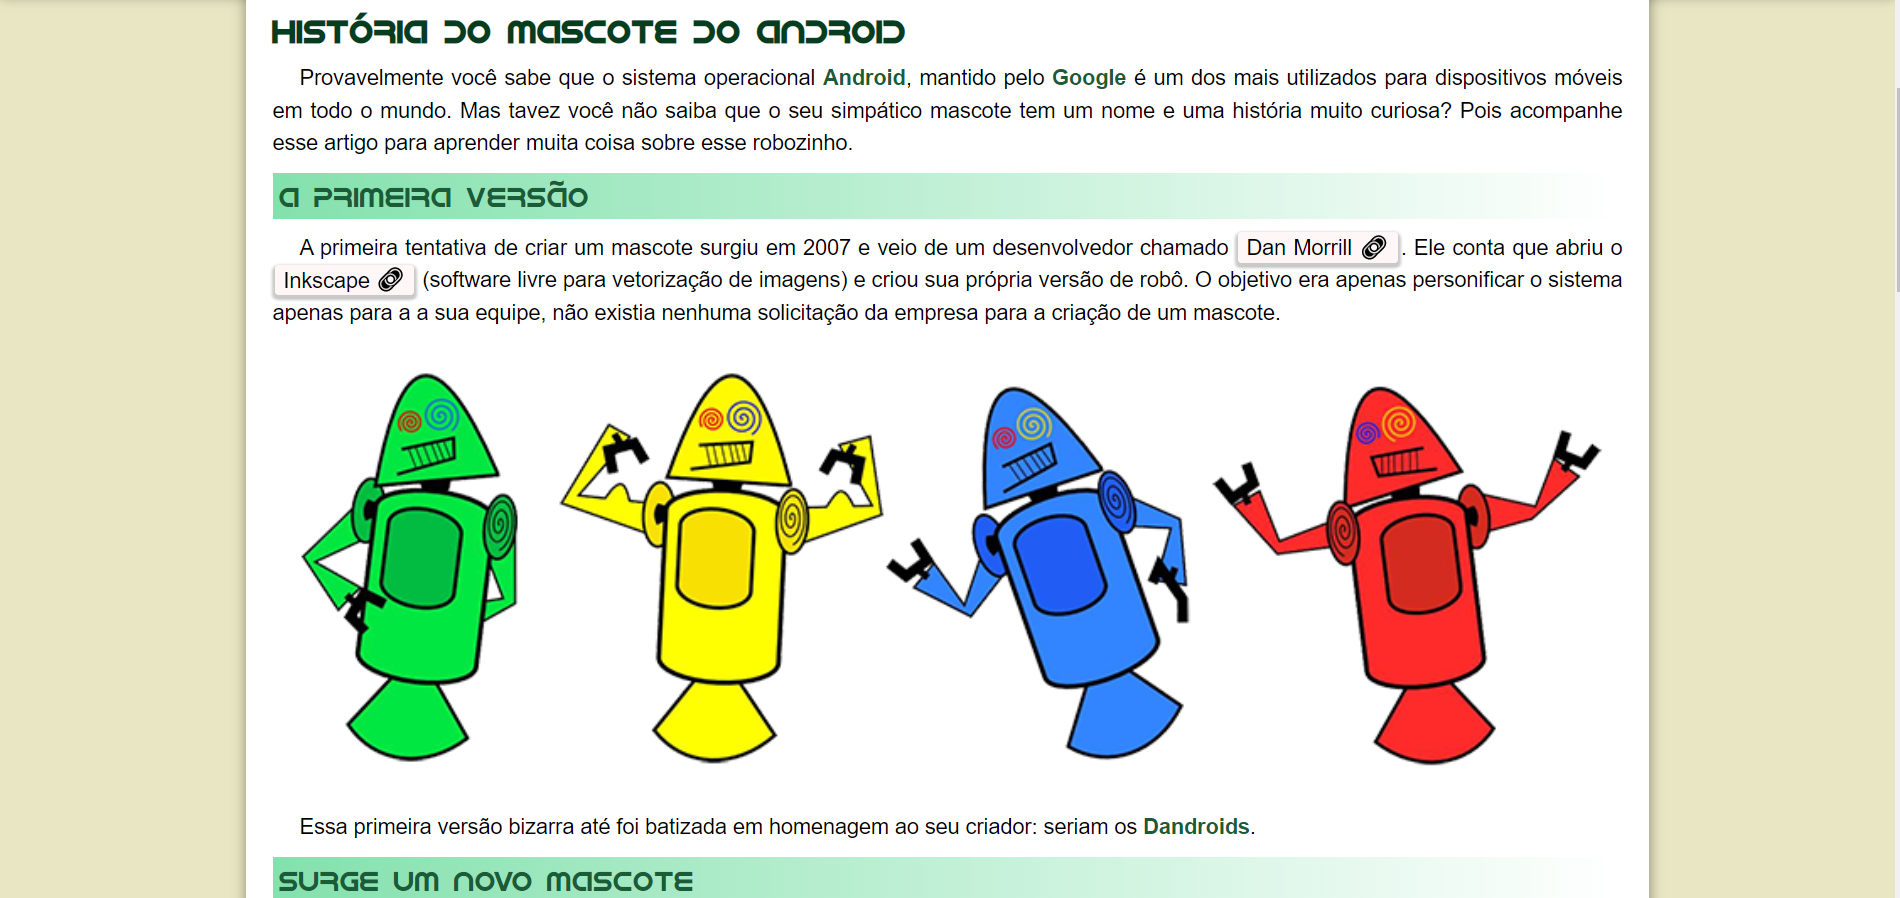 HISTÓRIA DO MASCOTE DO ANDROID
Provavelmente você sabe que o sistema operacional Android, mantido pelo Google é um dos mais utilizados para dispositivos móveis
em todo o mundo. Mas tavez você não saiba que o seu simpático mascote tem um nome e uma história muito curiosa? Pois acompanhe
esse artigo para aprender muita coisa sobre esse robozinho.
A PRIMEIRA VERSÃO
A primeira tentativa de criar um mascote surgiu em 2007 e veio de um desenvolvedor chamado Dan Morrill . Ele conta que abriu o
Inkscape (software livre para vetorização de imagens) e criou sua própria versão de robô. O objetivo era apenas personificar o sistema
apenas para a a sua equipe, não existia nenhuma solicitação da empresa para a criação de um mascote.
Essa primeira versão bizarra até foi batizada em homenagem ao seu criador: seriam os Dandroids.
SURGE UM NOVO MASCOTE